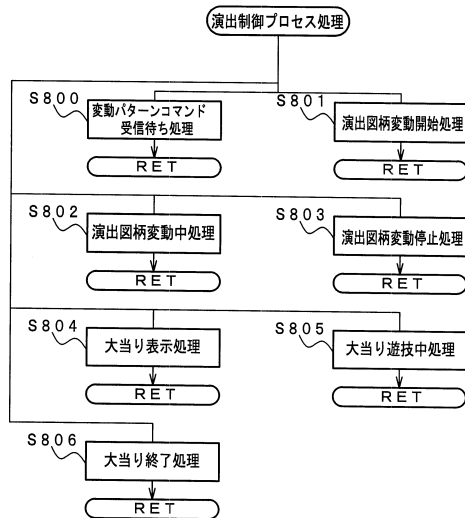 演出制御プロセス処理
S800
変動パターンコマンド
受信待ち処理
RET
S801
演出図柄変動開始処理
RET
S802
演出図柄変動中処理
RET
S803
演出図柄変動停止処理
RET
S804
大当り表示処理
RET
S805
大当り遊技中処理
RET
S806
大当り終了処理
RET